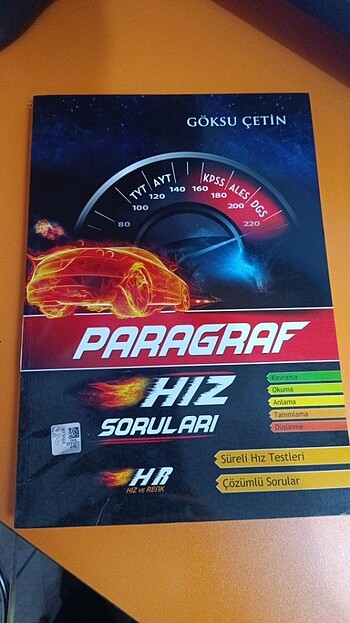 GÖKSU ÇETİN
TYT AYT KPSS ALES DGS
80 100 120 140 160 180 200 220
PARAGRAF
HIZ
SORULARI
Kavrama
Okuma
Anlama
Tanımlama
Düşünme
Süreli Hız Testleri
Çözümlü Sorular
HR
HIZ ve RENK